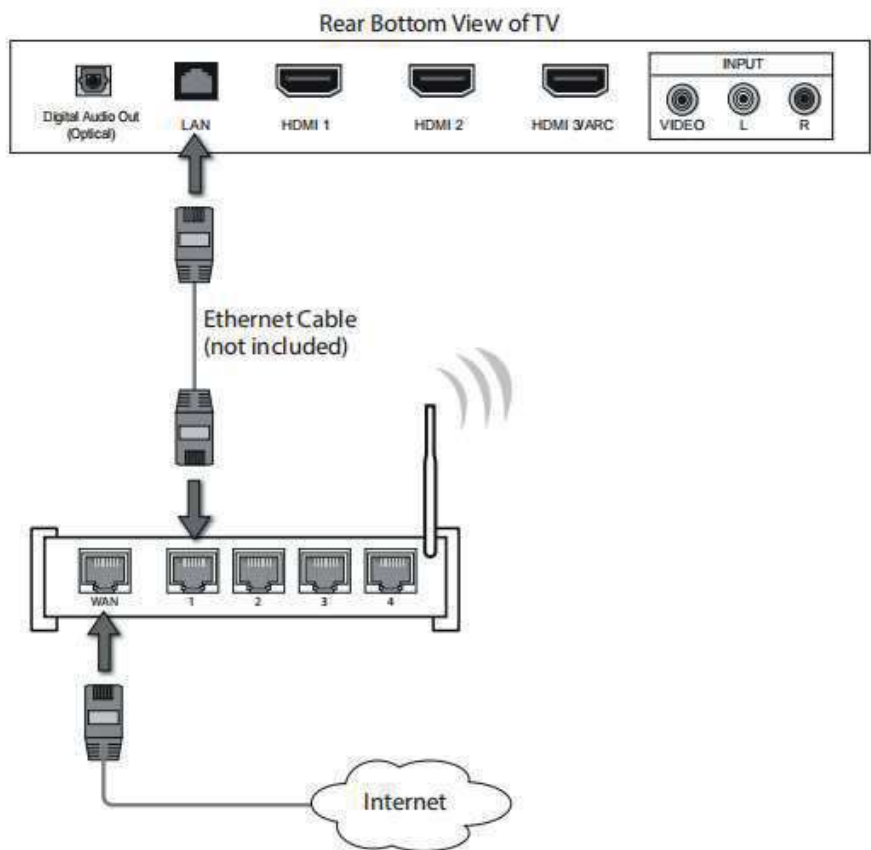 Rear Bottom View of TV
INPUT
Digital Audio Out
(Optical)
LAN
HDMI 1
HDMI 2
HDMI 3/ARC
VIDEO
L
R
Ethernet Cable
(not included)
WAN
1
2
3
4
Internet